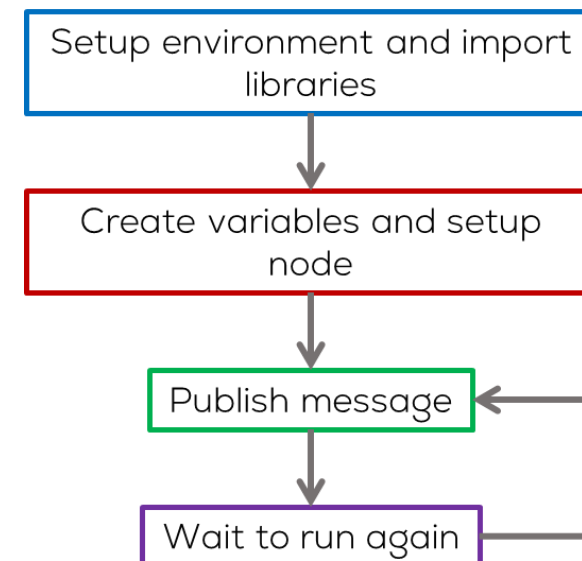 Setup environment and import
libraries
Create variables and setup
node
Publish message
Wait to run again